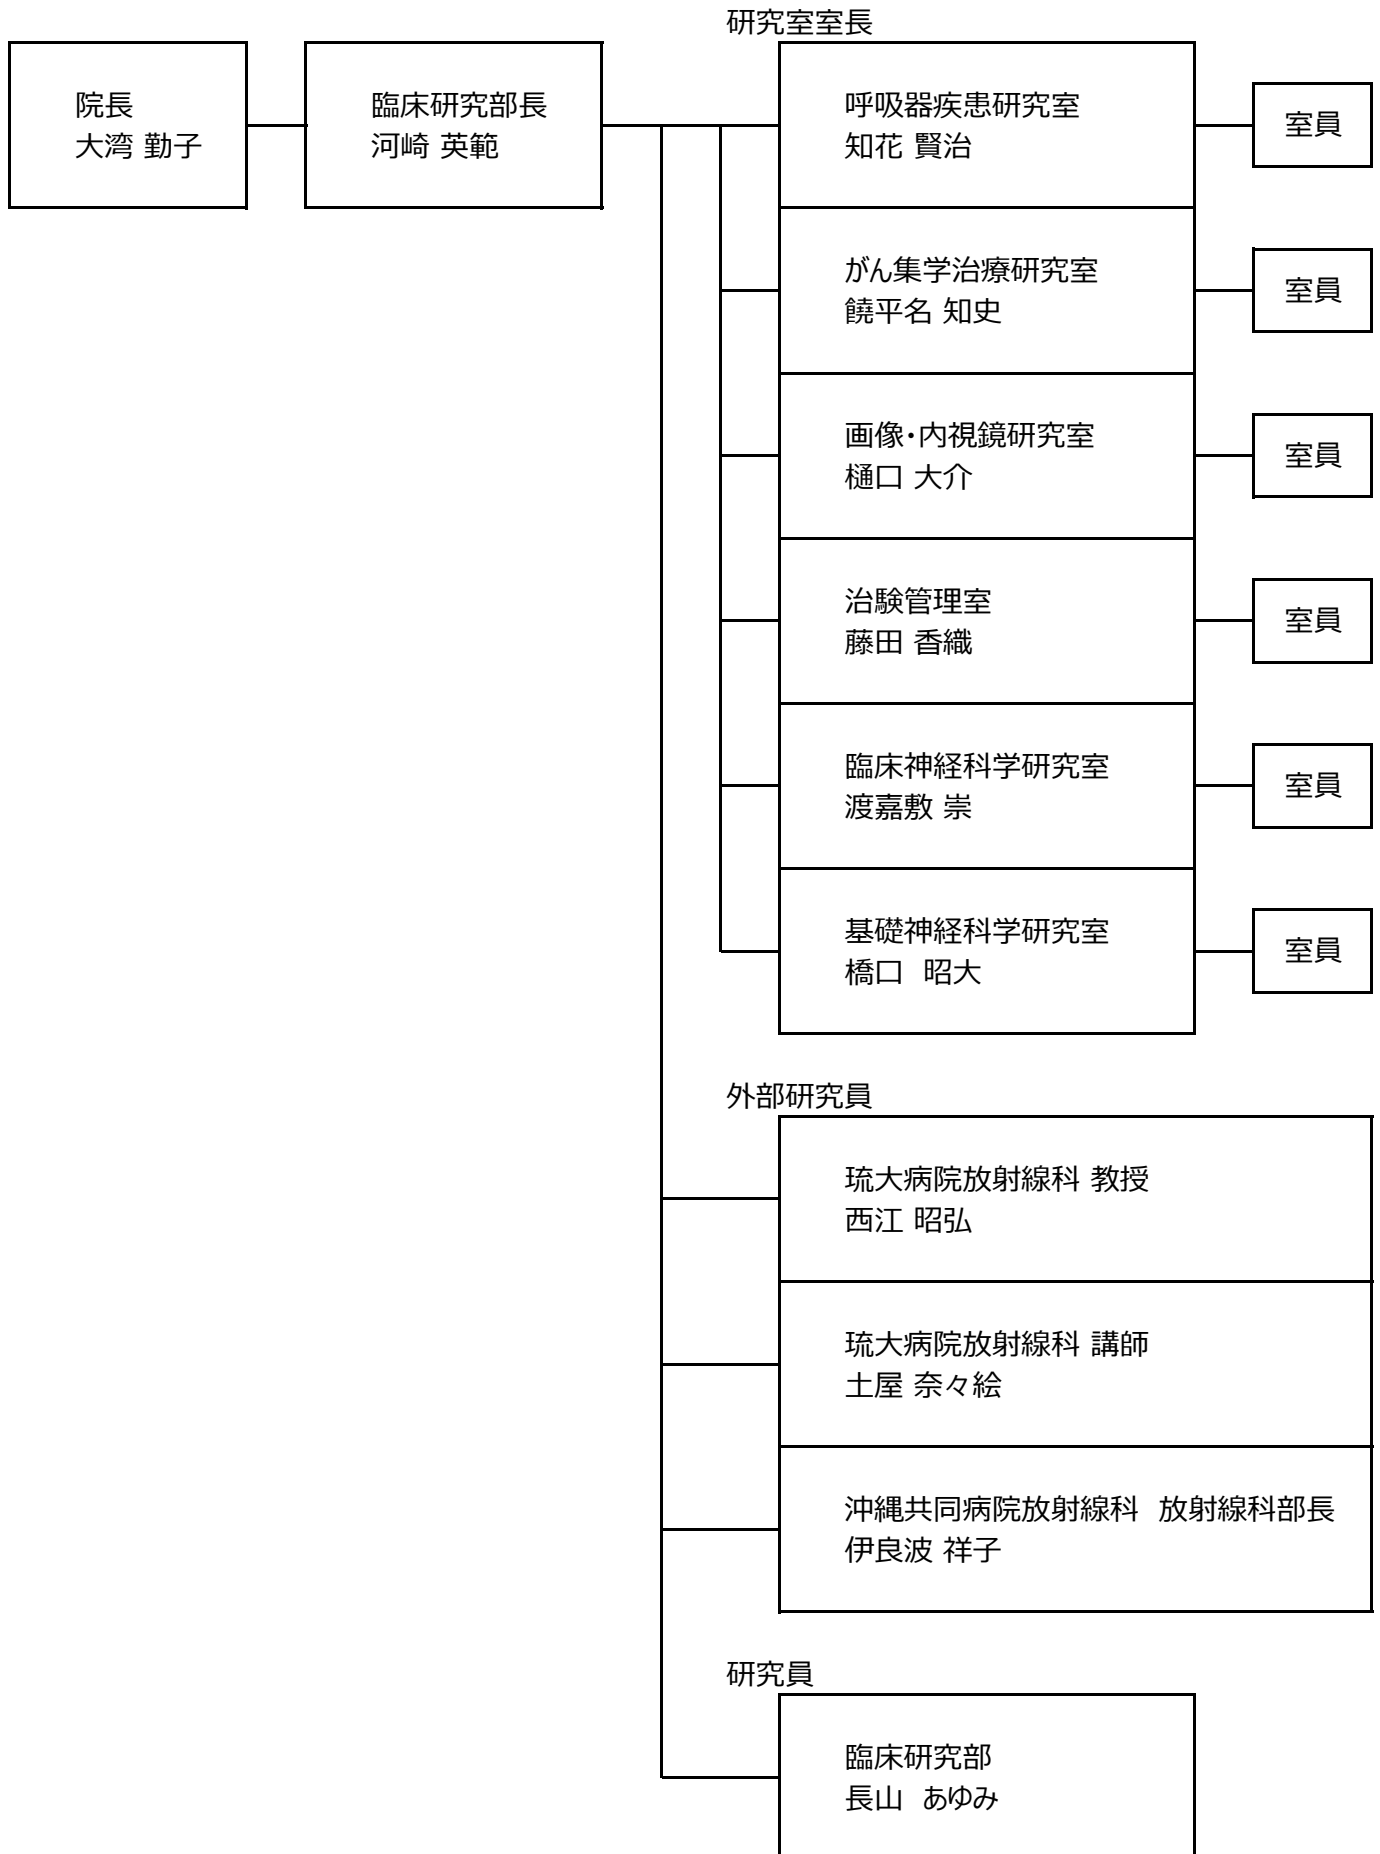 研究室室長
院長
大湾 勤子
臨床研究部長
河崎 英範
呼吸器疾患研究室
知花 賢治
室員
がん集学治療研究室
饒平名 知史
室員
画像・内視鏡研究室
樋口 大介
室員
治験管理室
藤田 香織
室員
臨床神経科学研究室
渡嘉敷 崇
室員
基礎神経科学研究室
橋口 昭大
室員
外部研究員
琉大病院放射線科 教授
西江 昭弘
琉大病院放射線科 講師
土屋 奈々絵
沖縄共同病院放射線科 放射線科部長
伊良波 祥子
研究員
臨床研究部
長山 あゆみ